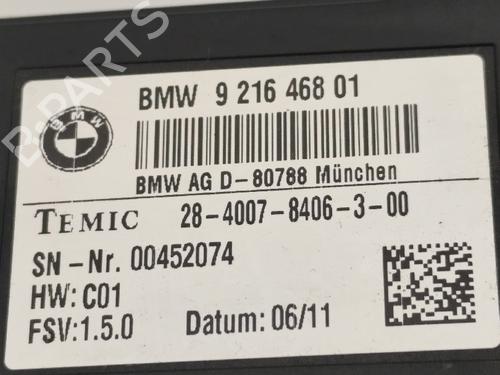 BMW 9 216 468 01
BMW
BMW AG D-80788 München
TEMIC 28-4007-8406-3-00
SN-Nr. 00452074
HW: C01
FSV:1.5.0 Datum: 06/11
B-PARTS